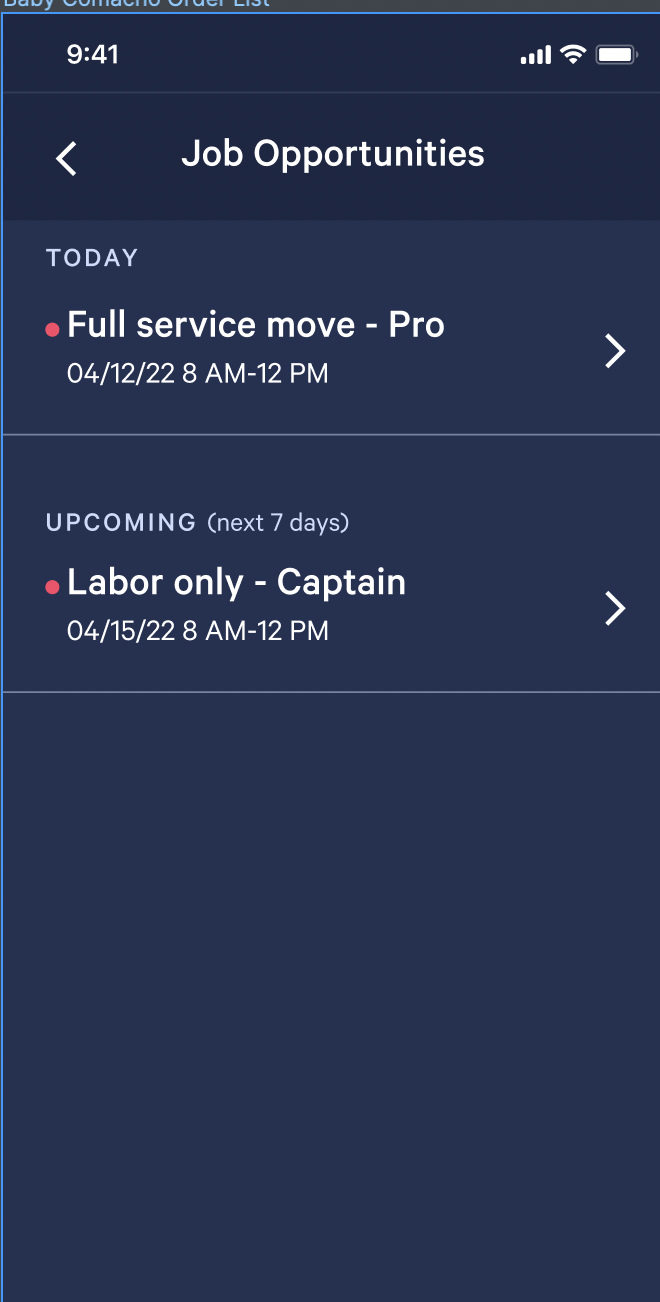 Baby Comacho Order List
9:41
Job Opportunities
TODAY
Full service move - Pro
04/12/22 8 AM-12 PM
UPCOMING (next 7 days)
Labor only - Captain
04/15/22 8 AM-12 PM